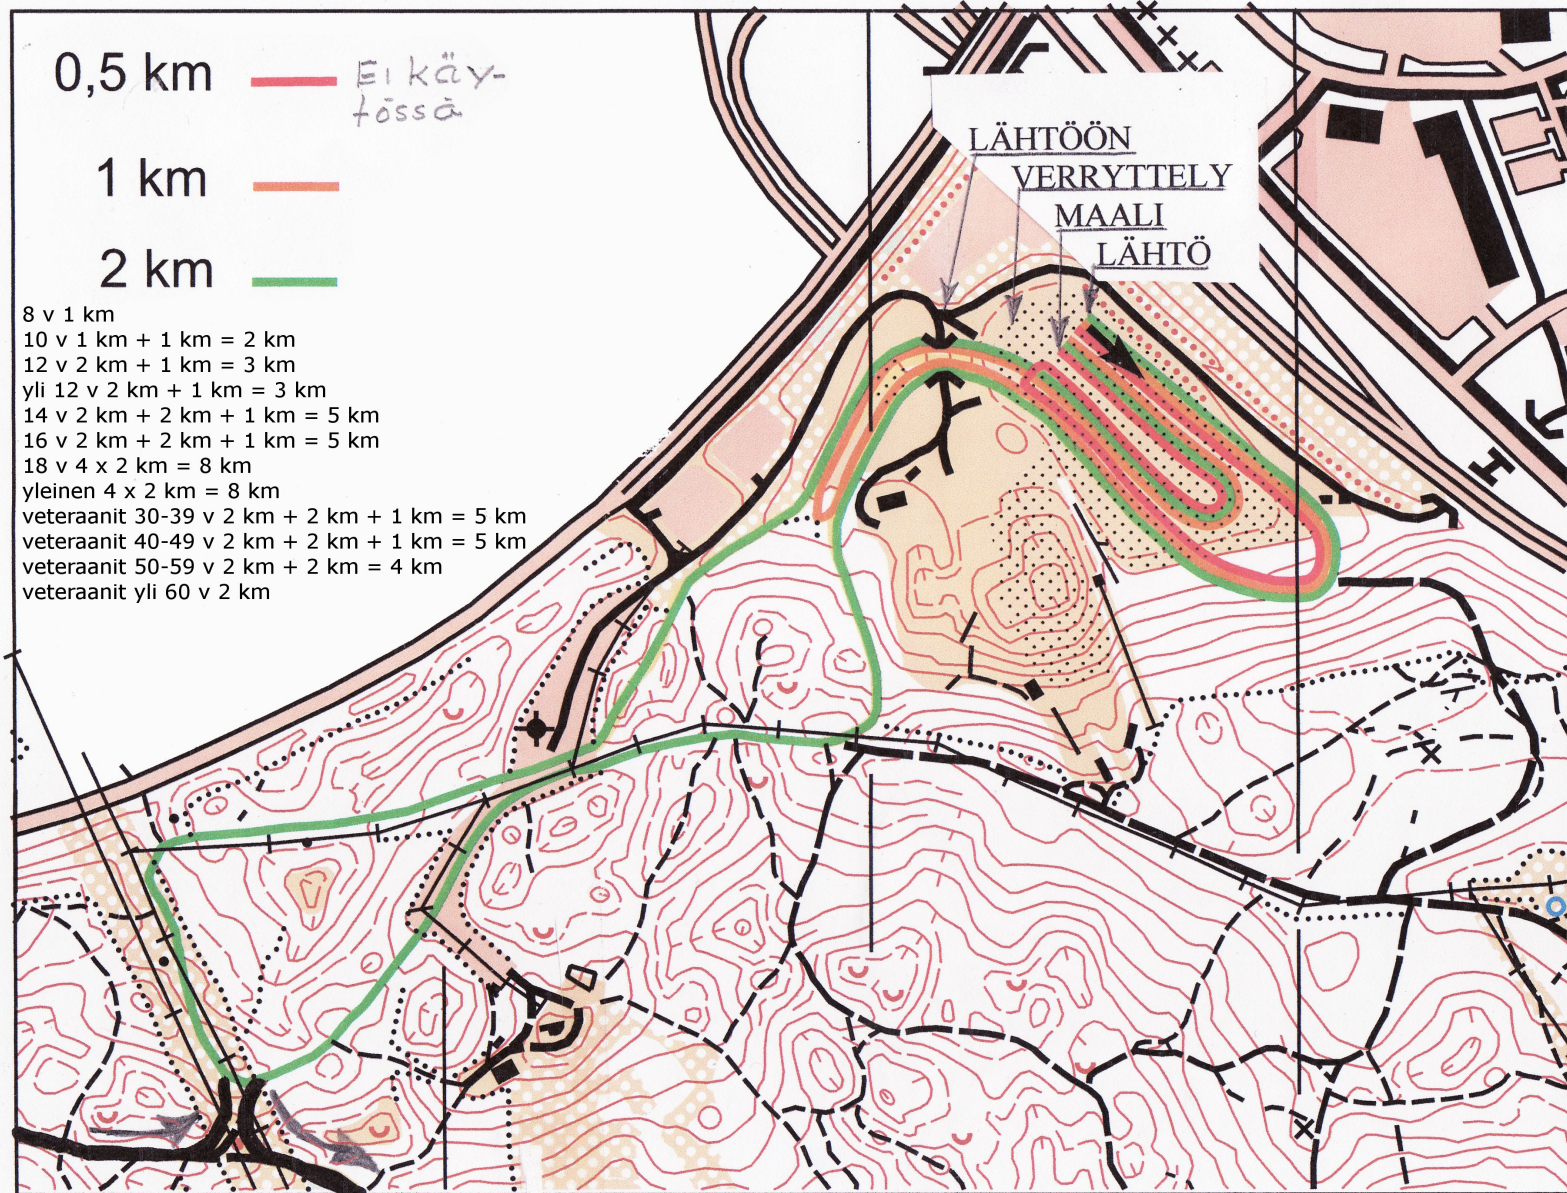 0,5 km
Ei käy-
tössä
1 km
2 km
8 v 1 km
10 v 1 km + 1 km = 2 km
12 v 2 km + 1 km = 3 km
yli 12 v 2 km + 1 km = 3 km
14 v 2 km + 2 km + 1 km = 5 km
16 v 2 km + 2 km + 1 km = 5 km
18 v 4 x 2 km = 8 km
yleinen 4 x 2 km = 8 km
veteraanit 30-39 v 2 km + 2 km + 1 km = 5 km
veteraanit 40-49 v 2 km + 2 km + 1 km = 5 km
veteraanit 50-59 v 2 km + 2 km = 4 km
veteraanit yli 60 v 2 km
LÄHTÖÖN
VERRYTTELY
MAALI
LÄHTÖ